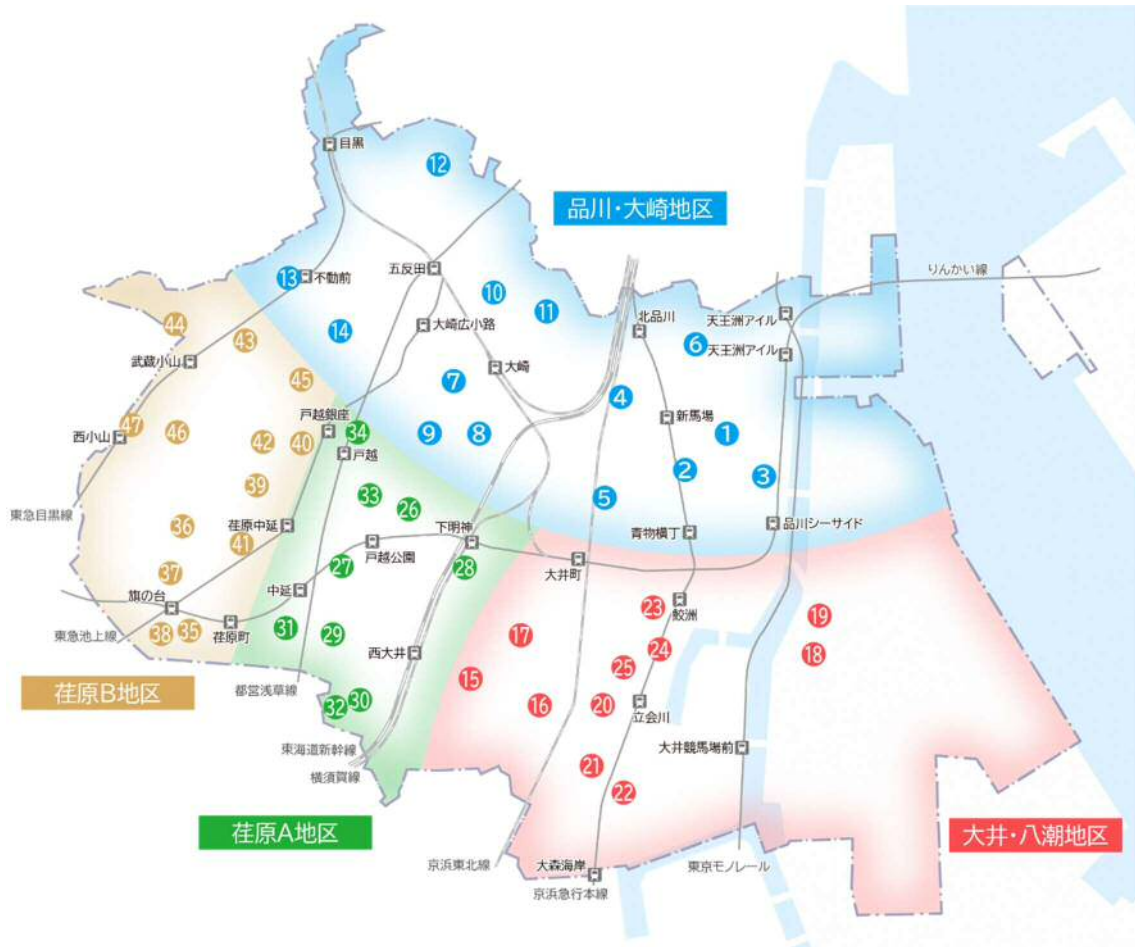 目黒
12
品川・大崎地区
13
不動前
五反田
りんかい線
10
11
44
43
14
大崎広小路
北品川
天王洲アイル
6
天王洲アイル
武蔵小山
大崎
45
7
4
47
西小山
46
42
40
戸越銀座
34
戸越
9
8
新馬場
1
2
3
39
33
26
5
東急目黒線
36
41
荏原中延
下明神
戸越公園
青物横丁
品川シーサイド
37
27
28
大井町
旗の台
中延
38
35
荏原町
31
29
17
23
鮫洲
19
東急池上線
西大井
15
24
25
18
荏原B地区
都営浅草線
32
30
16
20
立会川
東海道新幹線
横須賀線
21
22
大井競馬場前
荏原A地区
大井・八潮地区
京浜東北線
大森海岸
京浜急行本線
東京モノレール